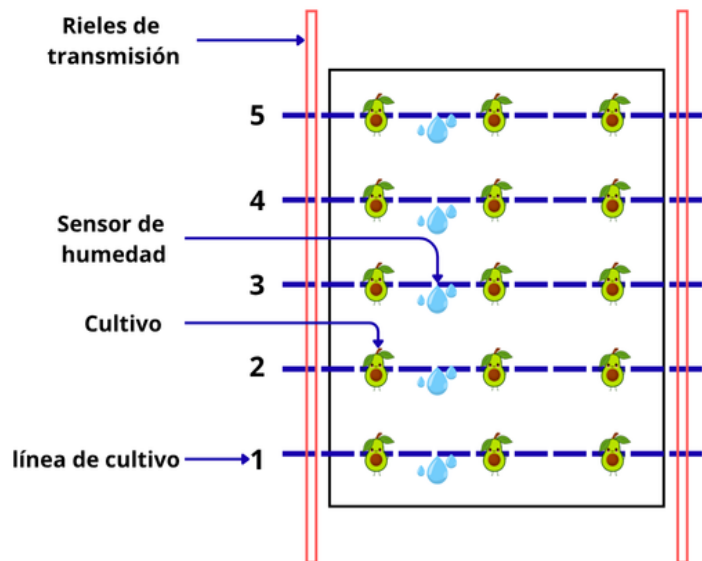 Rieles de
transmisión
5
4
Sensor de
humedad
3
Cultivo
2
línea de cultivo
1